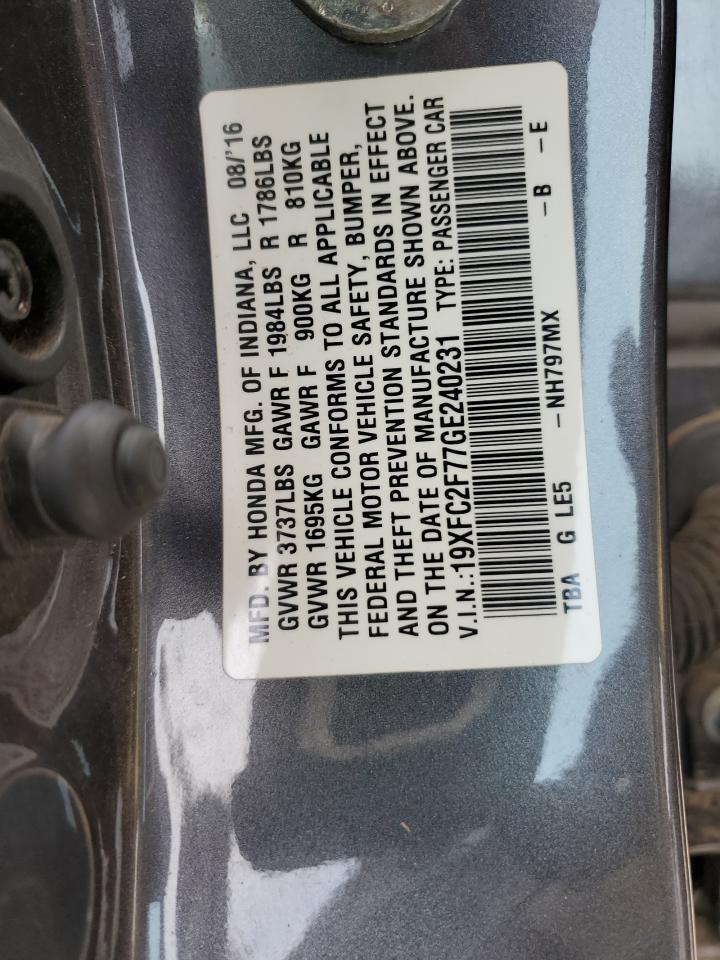 MFD. BY HONDA MFG. OF INDIANA, LLC 08/'16
GVWR 3737LBS GAWR F 1984LBS R 1786LBS
GVWR 1695KG GAWR F 900KG R 810KG
THIS VEHICLE CONFORMS TO ALL APPLICABLE
FEDERAL MOTOR VEHICLE SAFETY, BUMPER,
AND THEFT PREVENTION STANDARDS IN EFFECT
ON THE DATE OF MANUFACTURE SHOWN ABOVE.
V.I.N.:19XFC2F77GE240231 TYPE: PASSENGER CAR
TBA G LE5 - NH797MX -B -E